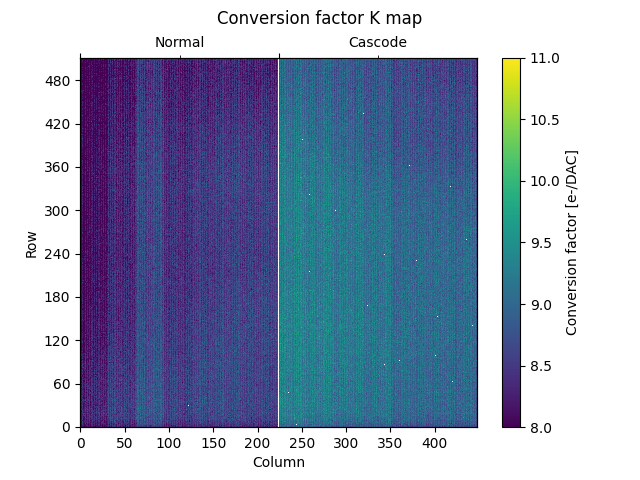 Conversion factor K map
Normal Cascode
11.0
10.5
10.0
9.5
9.0
8.5
8.0
Conversion factor [e-/DAC]
480
420
360
300
240
180
120
60
0
Row
0 50 100 150 200 250 300 350 400
Column